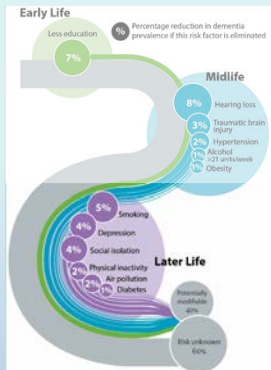 Early Life
% Percentage reduction in dementia
prevalence if this risk factor is eliminated
Less education
7%
Midlife
8% Hearing loss
3% Traumatic brain
injury
2% Hypertension
1% Alcohol
>21 units/week
Obesity
5% Smoking
4% Depression
4% Social isolation
2% Physical inactivity
2% Air pollution
1% Diabetes
Later Life
Potentially
modifiable
40%
Risk unknown
60%